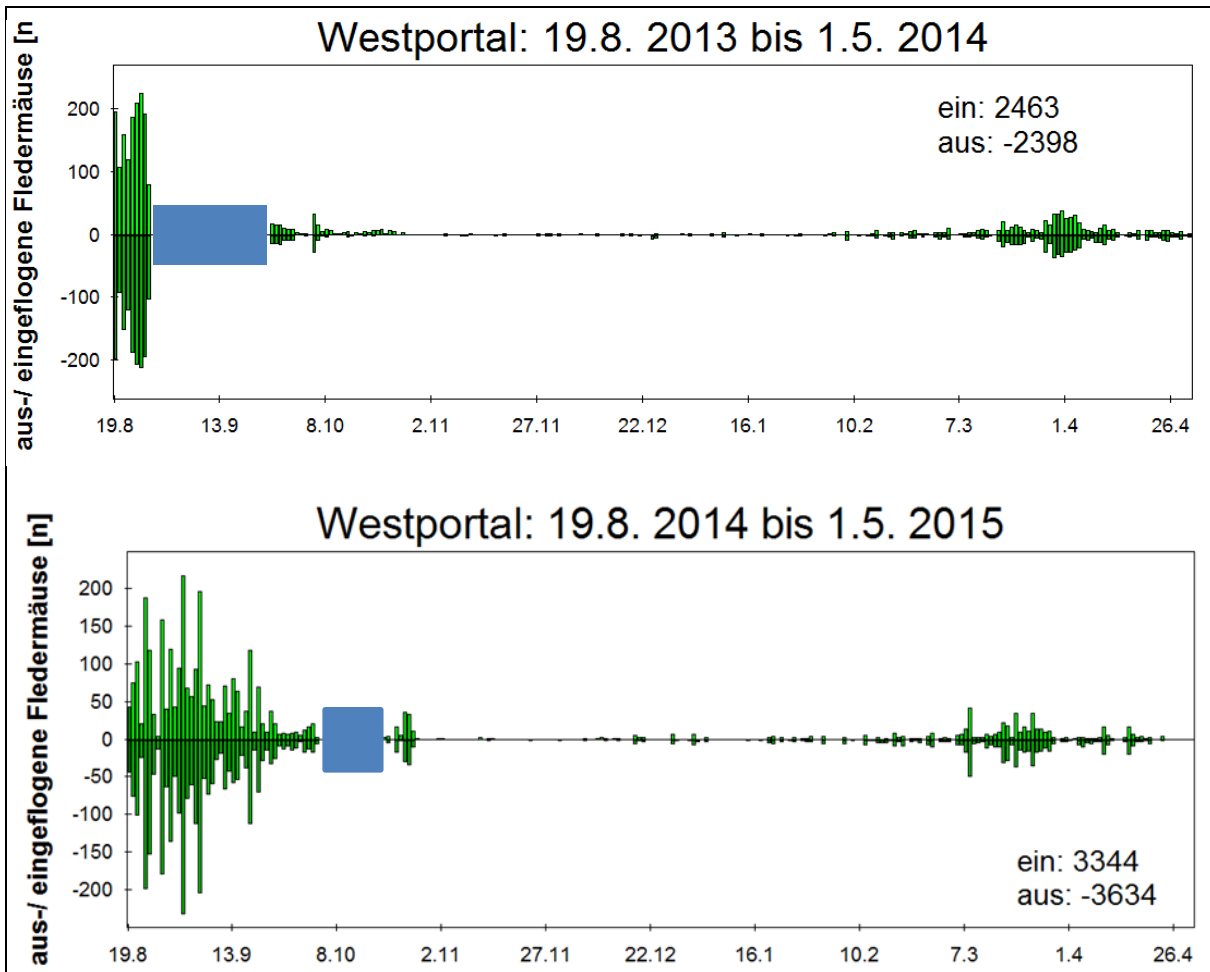 Westportal: 19.8. 2013 bis 1.5. 2014
aus-/ eingeflogene Fledermäuse [n
ein: 2463
aus: -2398
200
100
0
-100
-200
19.8 13.9 8.10 2.11 27.11 22.12 16.1 10.2 7.3 1.4 26.4
Westportal: 19.8. 2014 bis 1.5. 2015
aus-/ eingeflogene Fledermäuse [n]
200
150
100
50
0
-50
-100
-150
-200
ein: 3344
aus: -3634
19.8 13.9 8.10 2.11 27.11 22.12 16.1 10.2 7.3 1.4 26.4